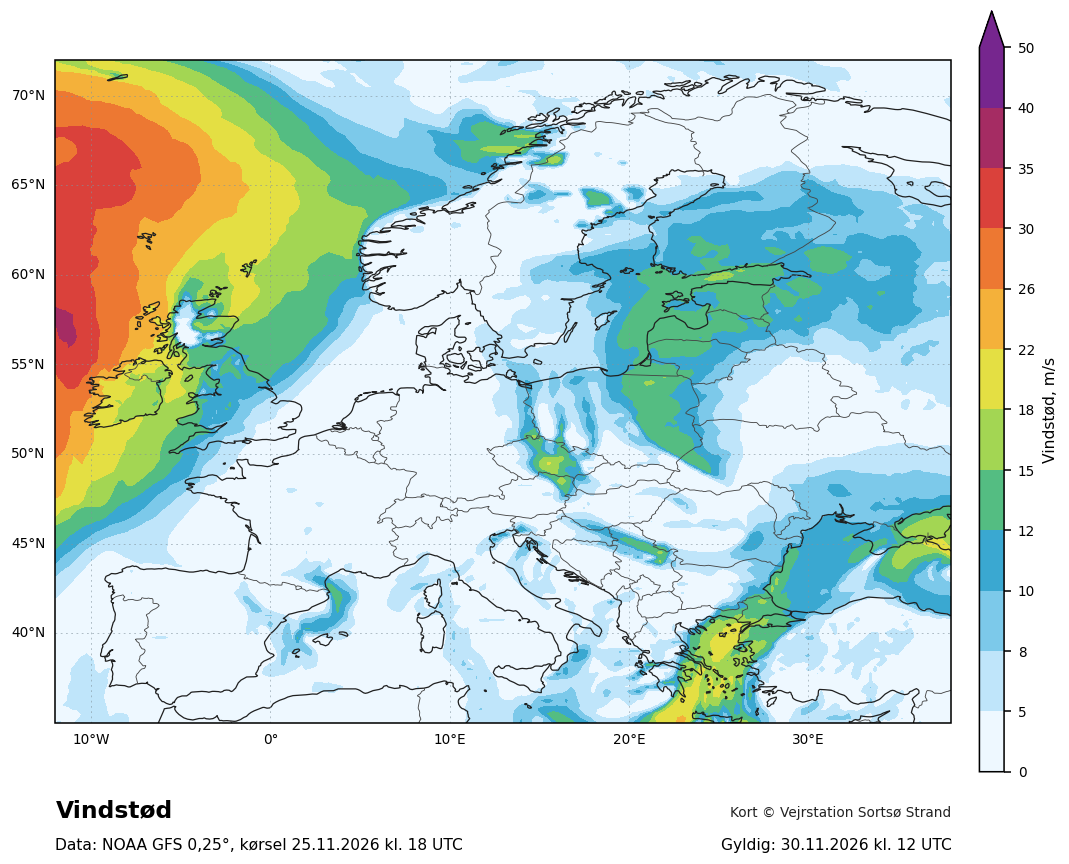 70°N
65°N
60°N
55°N
50°N
45°N
40°N
10°W
0°
10°E
20°E
30°E
50
40
35
30
26
22
18
15
12
10
8
5
0
Vindstød, m/s
Vindstød
Kort © Vejrstation Sortsø Strand
Data: NOAA GFS 0,25°, kørsel 25.11.2026 kl. 18 UTC
Gyldig: 30.11.2026 kl. 12 UTC